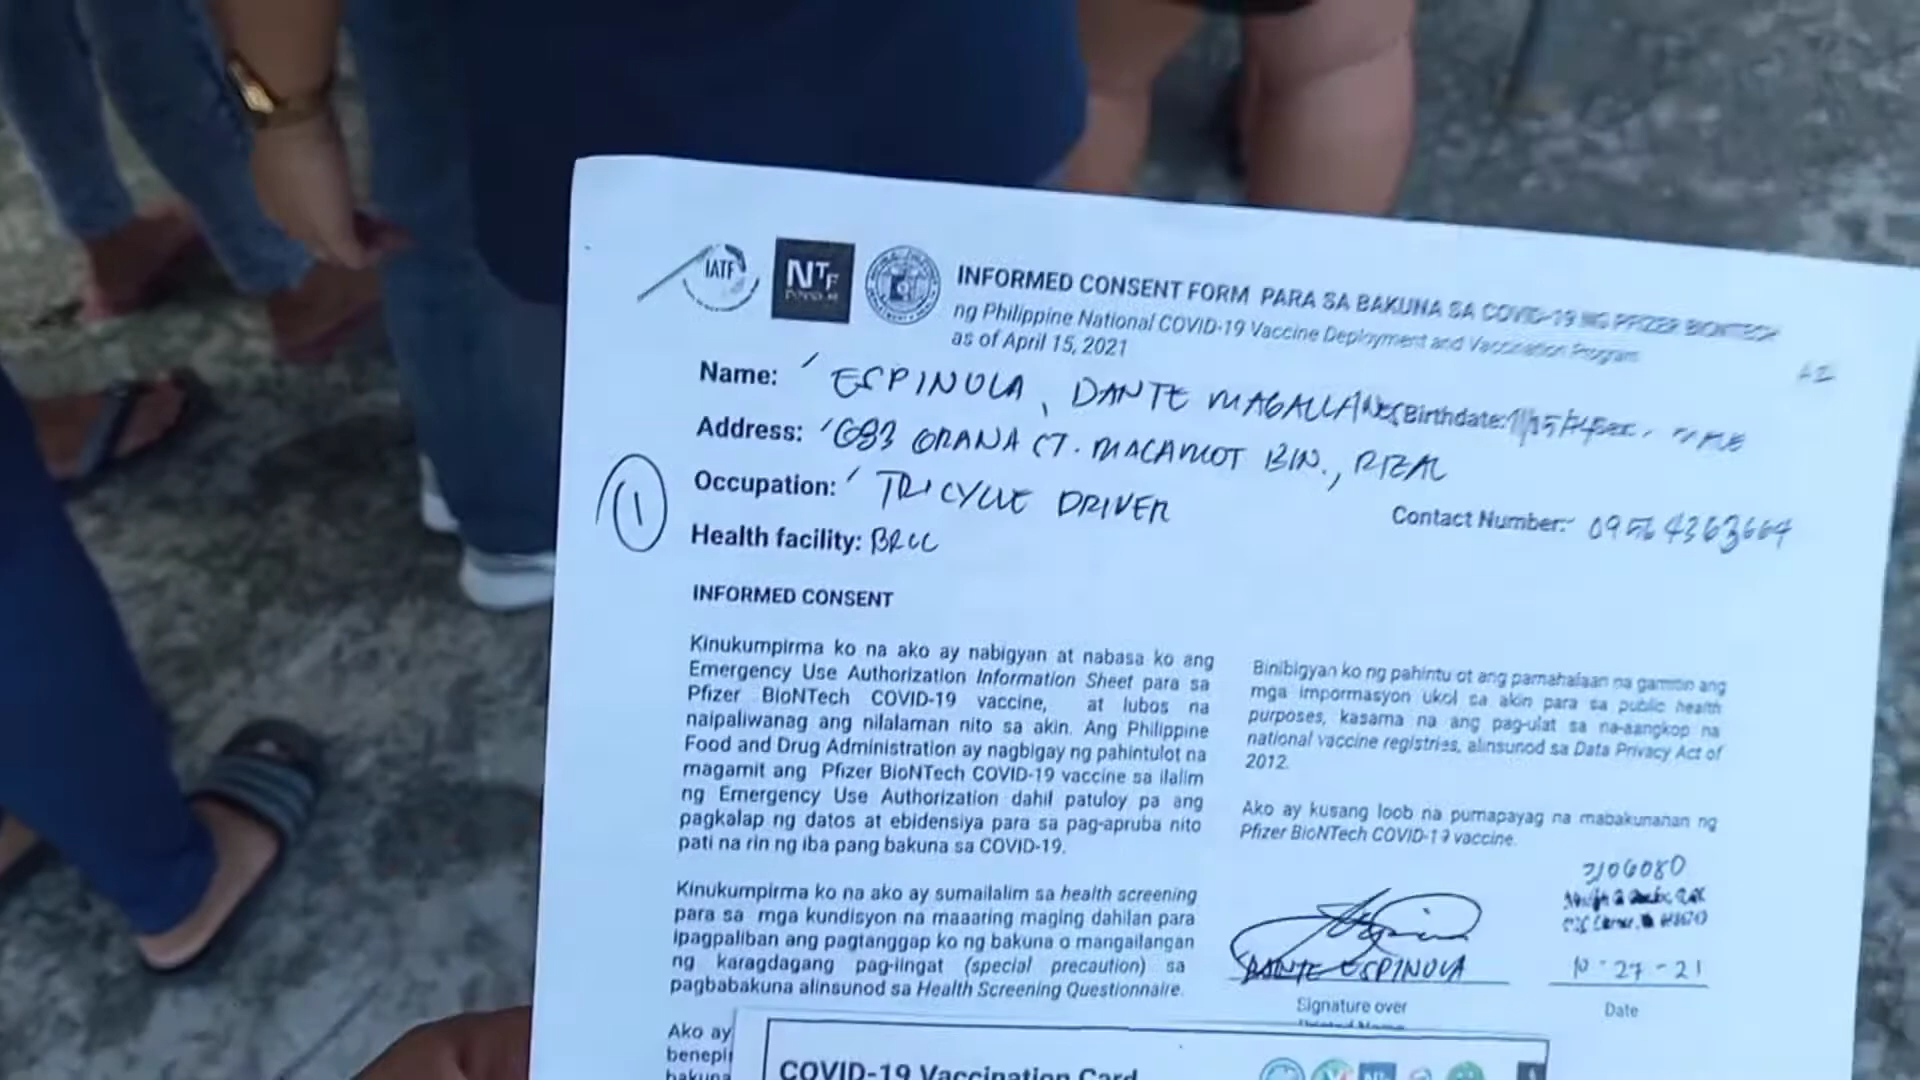 IATF
NTF
COVID-19
INFORMED CONSENT FORM PARA SA BAKUNA SA COVID-19 NG PFIZER BIONTECH
ng Philippine National COVID-19 Vaccine Deployment and Vaccination Program
as of April 15, 2021
Name: ESPINOLA, DANTE MAGALLANES Birthdate:
Address: 683 ORANA CT. MACAMOT BIN., RIZAL
Occupation: TRICYCLE DRIVER
Contact Number:
1
Health facility: BRCC
INFORMED CONSENT
Kinukumpirma ko na ako ay nabigyan at nabasa ko ang
Emergency Use Authorization Information Sheet para sa
Pfizer BioNTech COVID-19 vaccine, at lubos na
naipaliwanag ang nilalaman nito sa akin. Ang Philippine
Food and Drug Administration ay nagbigay ng pahintulot na
magamit ang Pfizer BioNTech COVID-19 vaccine sa ilalim
ng Emergency Use Authorization dahil patuloy pa ang
pagkalap ng datos at ebidensiya para sa pag-apruba nito
pati na rin ng iba pang bakuna sa COVID-19.
Kinukumpirma ko na ako ay sumailalim sa health screening
para sa mga kundisyon na maaaring maging dahilan para
ipagpaliban ang pagtanggap ko ng bakuna o mangailangan
ng karagdagang pag-iingat (special precaution) sa
pagbabakuna alinsunod sa Health Screening Questionnaire.
Ako ay
benepi
bakuna
Binibigyan ko ng pahintulot ang pamahalaan na gamitin ang
mga impormasyon ukol sa akin para sa public health
purposes, kasama na ang pag-ulat sa na-aangkop na
national vaccine registries, alinsunod sa Data Privacy Act of
2012.
Ako ay kusang loob na pumapayag na mabakunahan ng
Pfizer BioNTech COVID-19 vaccine.
DANTE ESPINOLA
10-27-21
Signature over
Printed Name
Date
COVID-19 Vaccination Card